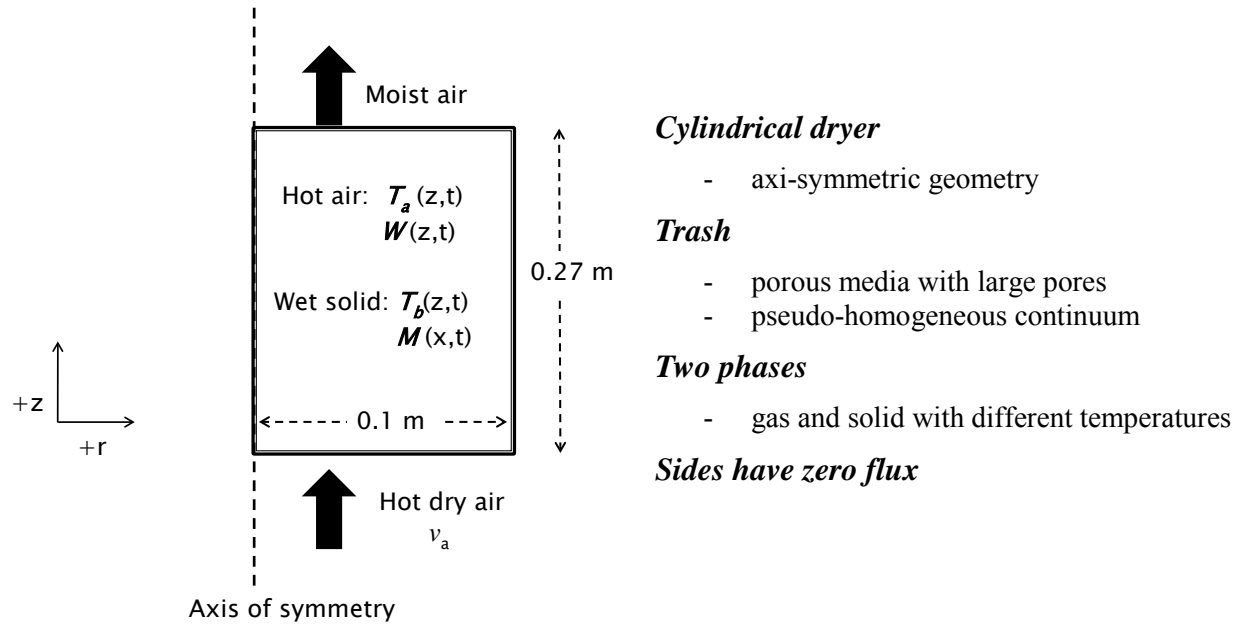 Moist air
Hot air: Tₐ(z,t)
W(z,t)
0.27 m
Wet solid: T_b(z,t)
M(x,t)
+z
+r
0.1 m
Hot dry air
vₐ
Axis of symmetry
Cylindrical dryer
- axi-symmetric geometry
Trash
- porous media with large pores
- pseudo-homogeneous continuum
Two phases
- gas and solid with different temperatures
Sides have zero flux